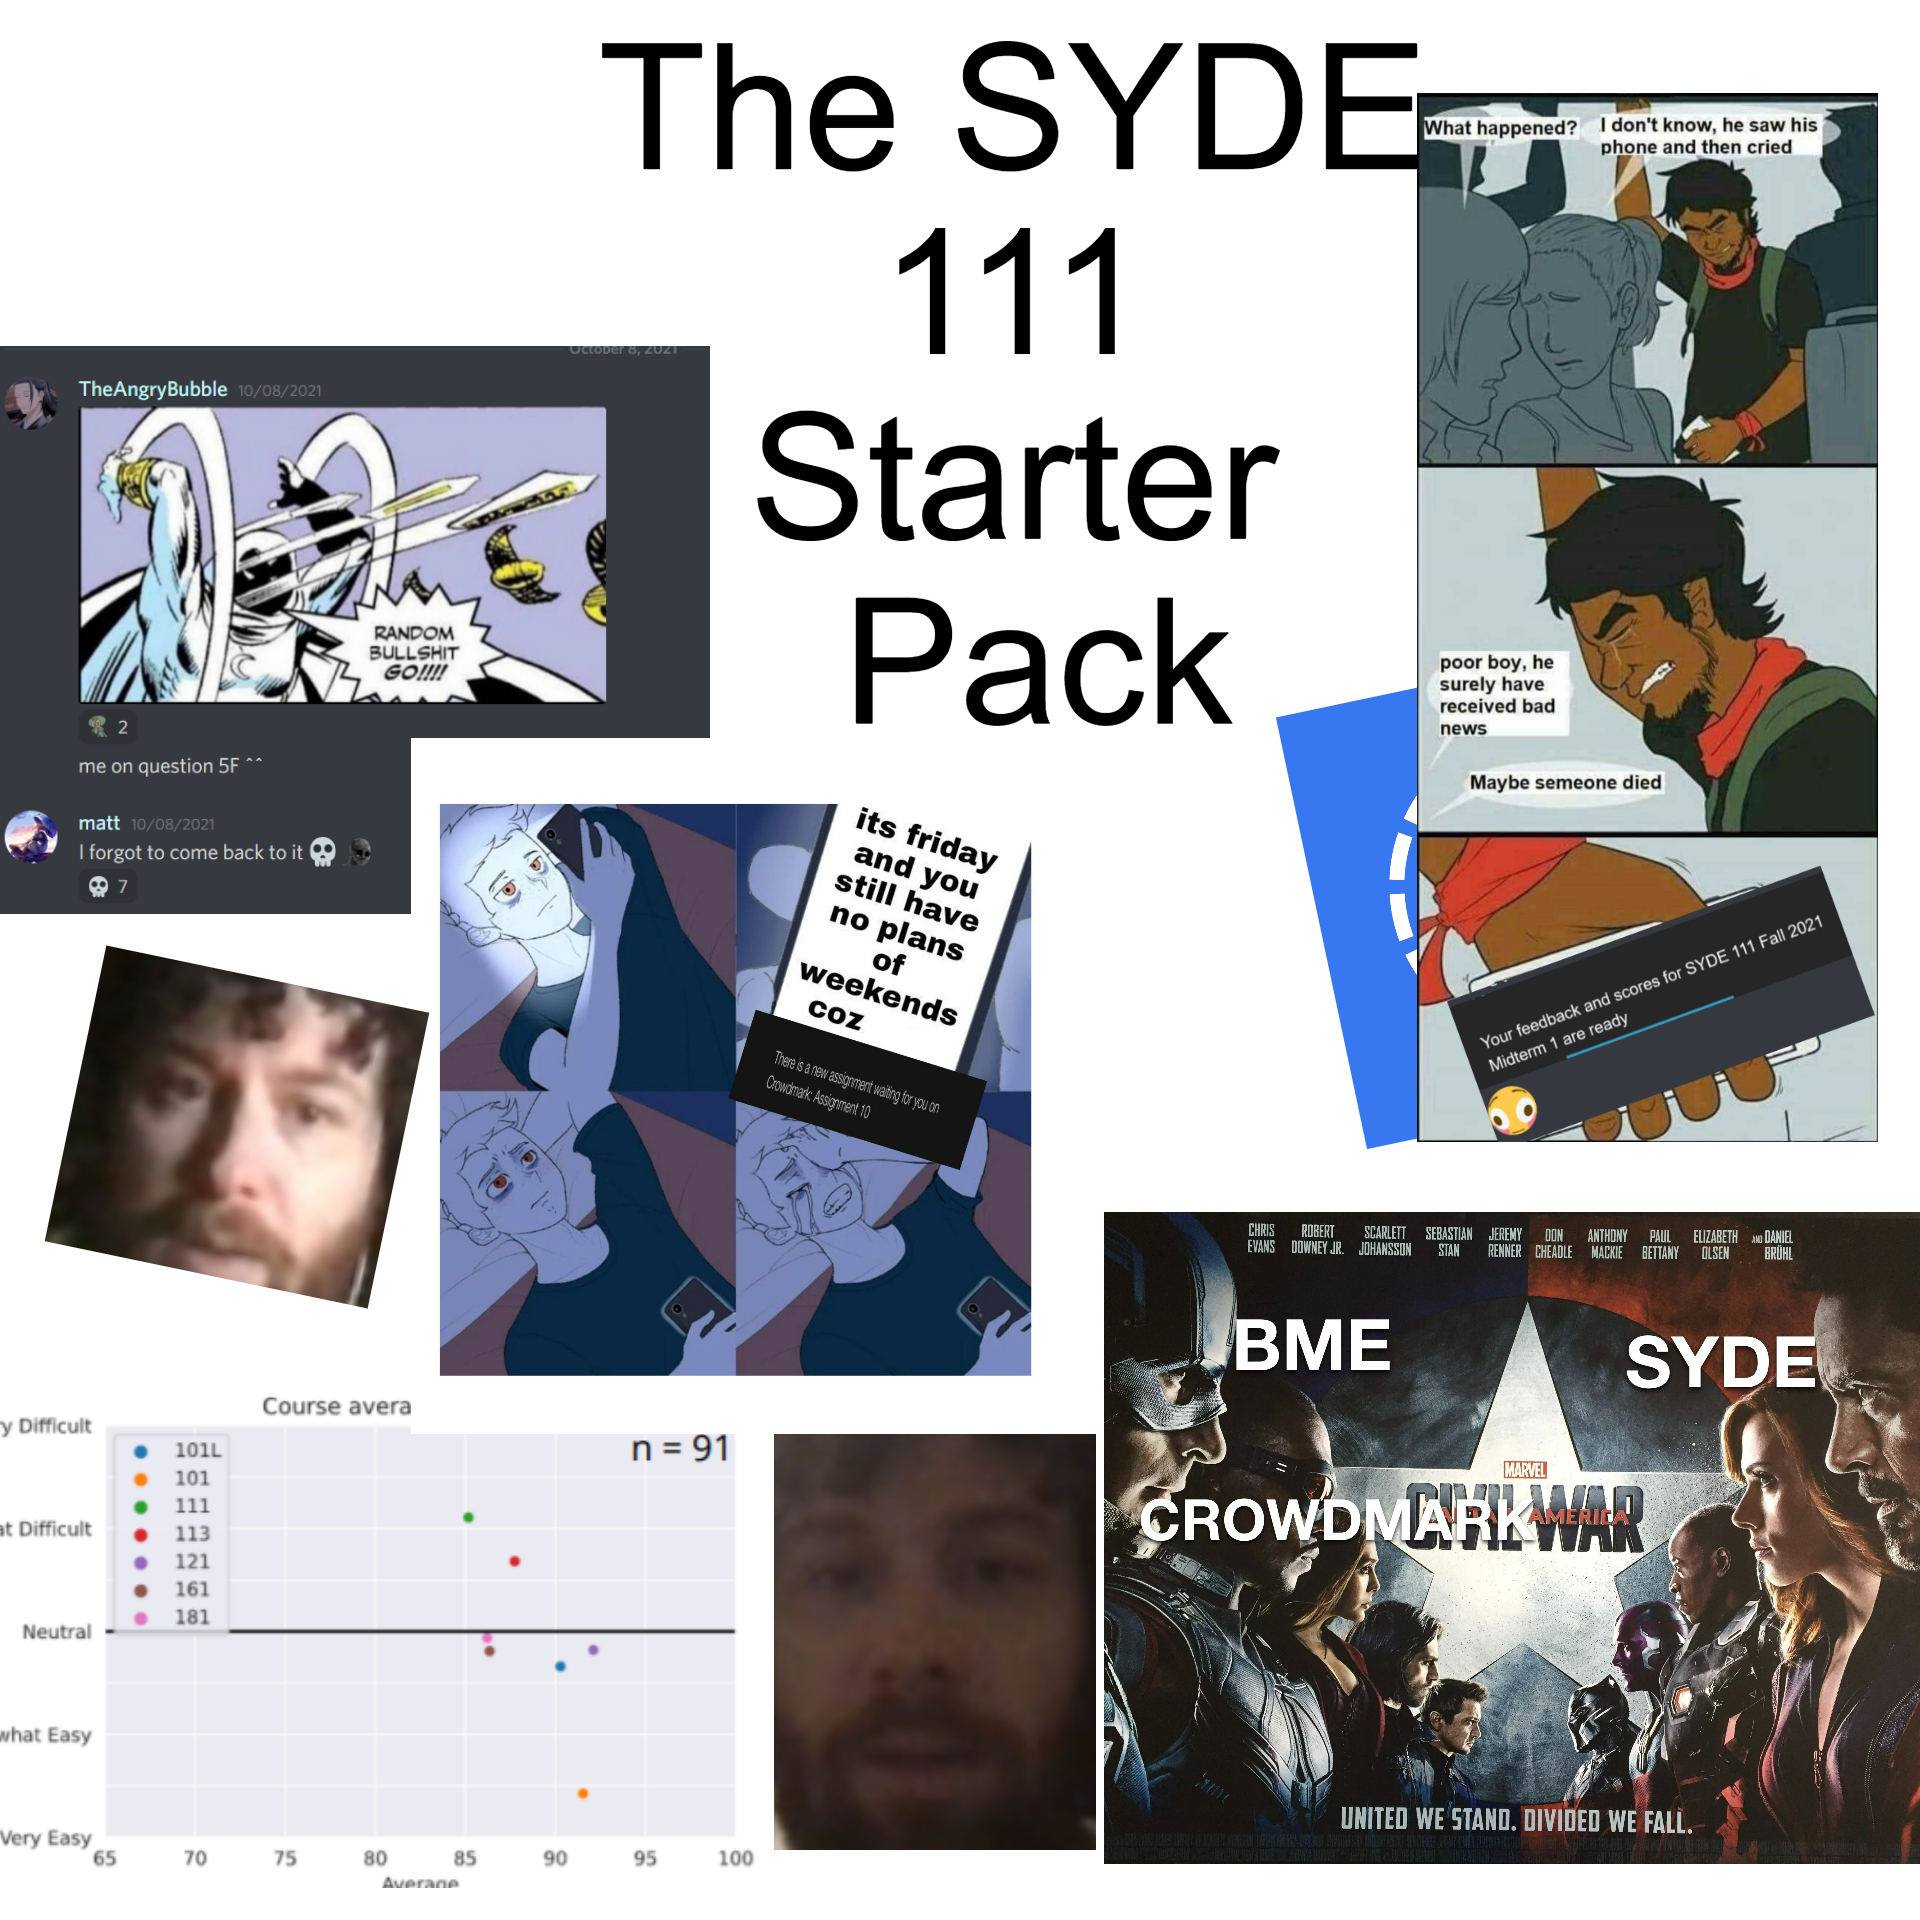 The SYDE
111
Starter
Pack
What happened?
I don't know, he saw his
phone and then cried
poor boy, he
surely have
received bad
news
Maybe semeone died
Your feedback and scores for SYDE 111 Fall 2021
Midterm 1 are ready
October 8, 2021
TheAngryBubble 10/08/2021
RANDOM
BULLSHIT
GO!!!!
2
me on question 5F ^^
matt 10/08/2021
I forgot to come back to it
7
its friday
and you
still have
no plans
of
weekends
coz
There is a new assignment waiting for you on
Crowdmark: Assignment 10
Course avera
n = 91
y Difficult
at Difficult
Neutral
what Easy
Very Easy
101L
101
111
113
121
161
181
65 70 75 80 85 90 95 100
Average
CHRIS EVANS
ROBERT DOWNEY JR.
SCARLETT JOHANSSON
SEBASTIAN STAN
JEREMY RENNER
DON CHEADLE
ANTHONY MACKIE
PAUL BETTANY
ELIZABETH OLSEN
AND DANIEL BRÜHL
BME
SYDE
MARVEL
CROWDMARK
AMERICA
CIVIL WAR
UNITED WE STAND. DIVIDED WE FALL.